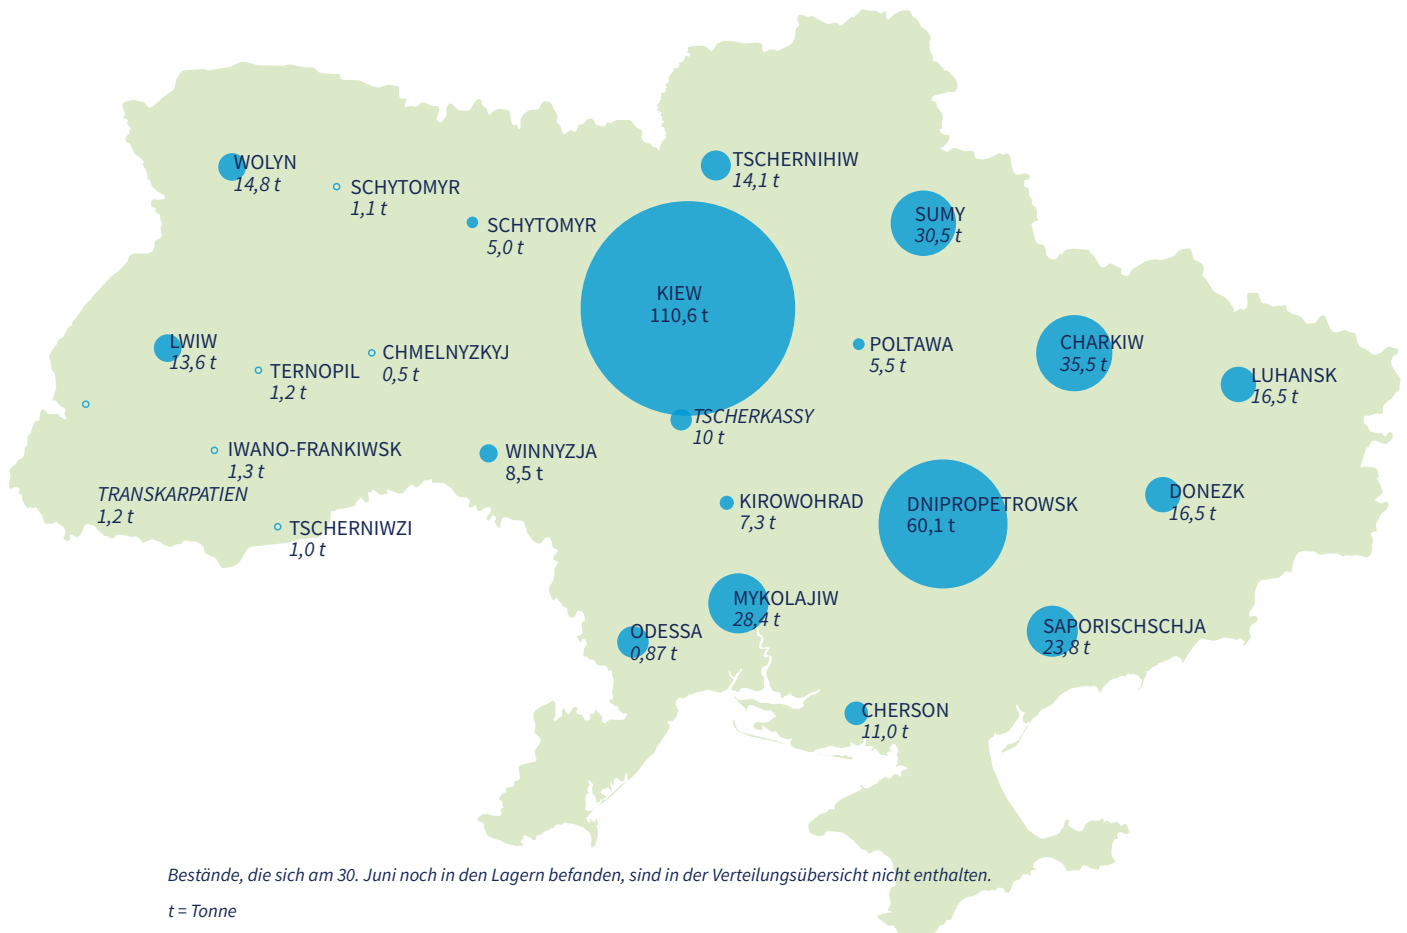 WOLYN
14,8 t
SCHYTOMYR
1,1 t
SCHYTOMYR
5,0 t
TSCHERNIHIW
14,1 t
SUMY
30,5 t
KIEW
110,6 t
LWIW
13,6 t
TERNOPIL
1,2 t
CHMELNYZKYJ
0,5 t
POLTAWA
5,5 t
CHARKIW
35,5 t
LUHANSK
16,5 t
TSCHERKASSY
10 t
IWANO-FRANKIWSK
1,3 t
WINNYZJA
8,5 t
TRANSKARPATIEN
1,2 t
TSCHERNIWZI
1,0 t
KIROWOHRAD
7,3 t
DNIPROPETROWSK
60,1 t
DONEZK
16,5 t
MYKOLAJIW
28,4 t
ODESSA
0,87 t
SAPORISCHSCHJA
23,8 t
CHERSON
11,0 t
Bestände, die sich am 30. Juni noch in den Lagern befanden, sind in der Verteilungsübersicht nicht enthalten.
t = Tonne